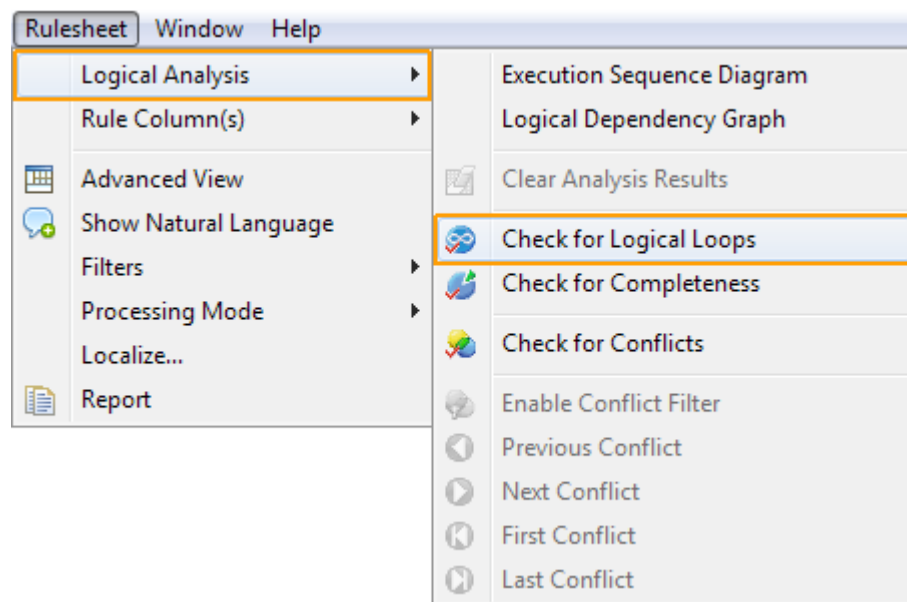 Rulesheet Window Help
Logical Analysis
Rule Column(s)
Advanced View
Show Natural Language
Filters
Processing Mode
Localize...
Report
Execution Sequence Diagram
Logical Dependency Graph
Clear Analysis Results
Check for Logical Loops
Check for Completeness
Check for Conflicts
Enable Conflict Filter
Previous Conflict
Next Conflict
First Conflict
Last Conflict